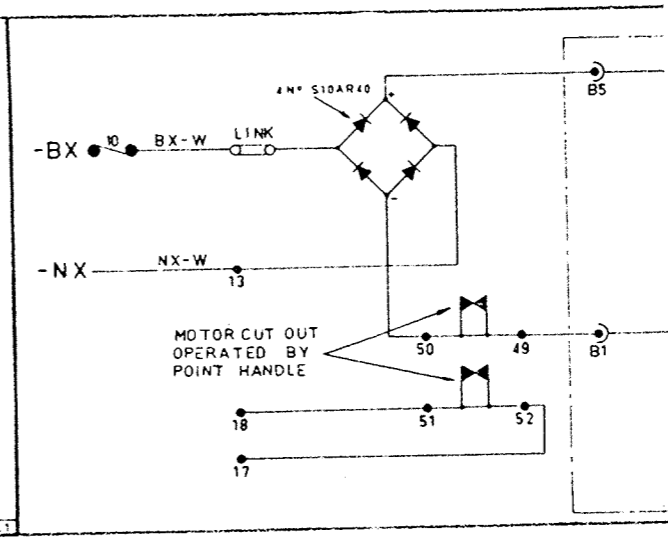 4 Nº S10AR40
+
B5
-BX
10
BX-W
LINK
-
-NX
NX-W
13
MOTOR CUT OUT
OPERATED BY
POINT HANDLE
50
49
B1
18
51
52
17
1